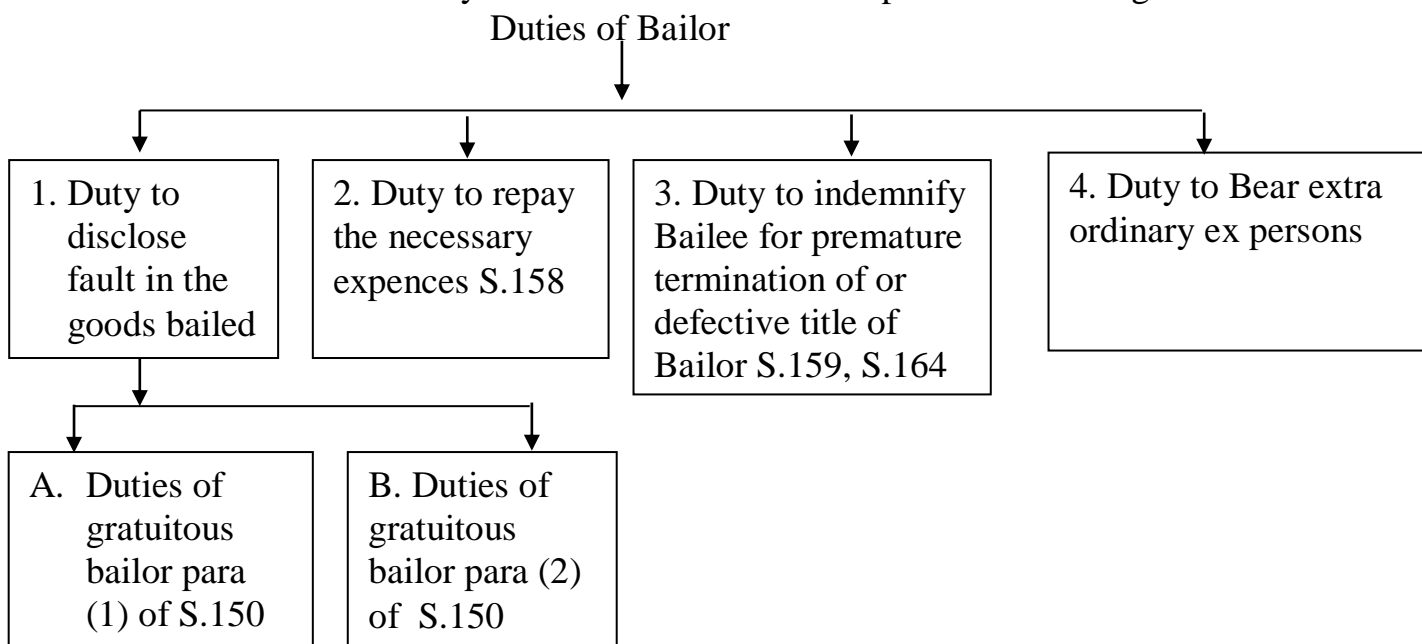 Duties of Bailor
1. Duty to
disclose
fault in the
goods bailed
2. Duty to repay
the necessary
expences S.158
3. Duty to indemnify
Bailee for premature
termination of or
defective title of
Bailor S.159, S.164
4. Duty to Bear extra
ordinary ex persons
A. Duties of
gratuitous
bailor para
(1) of S.150
B. Duties of
gratuitous
bailor para (2)
of S.150